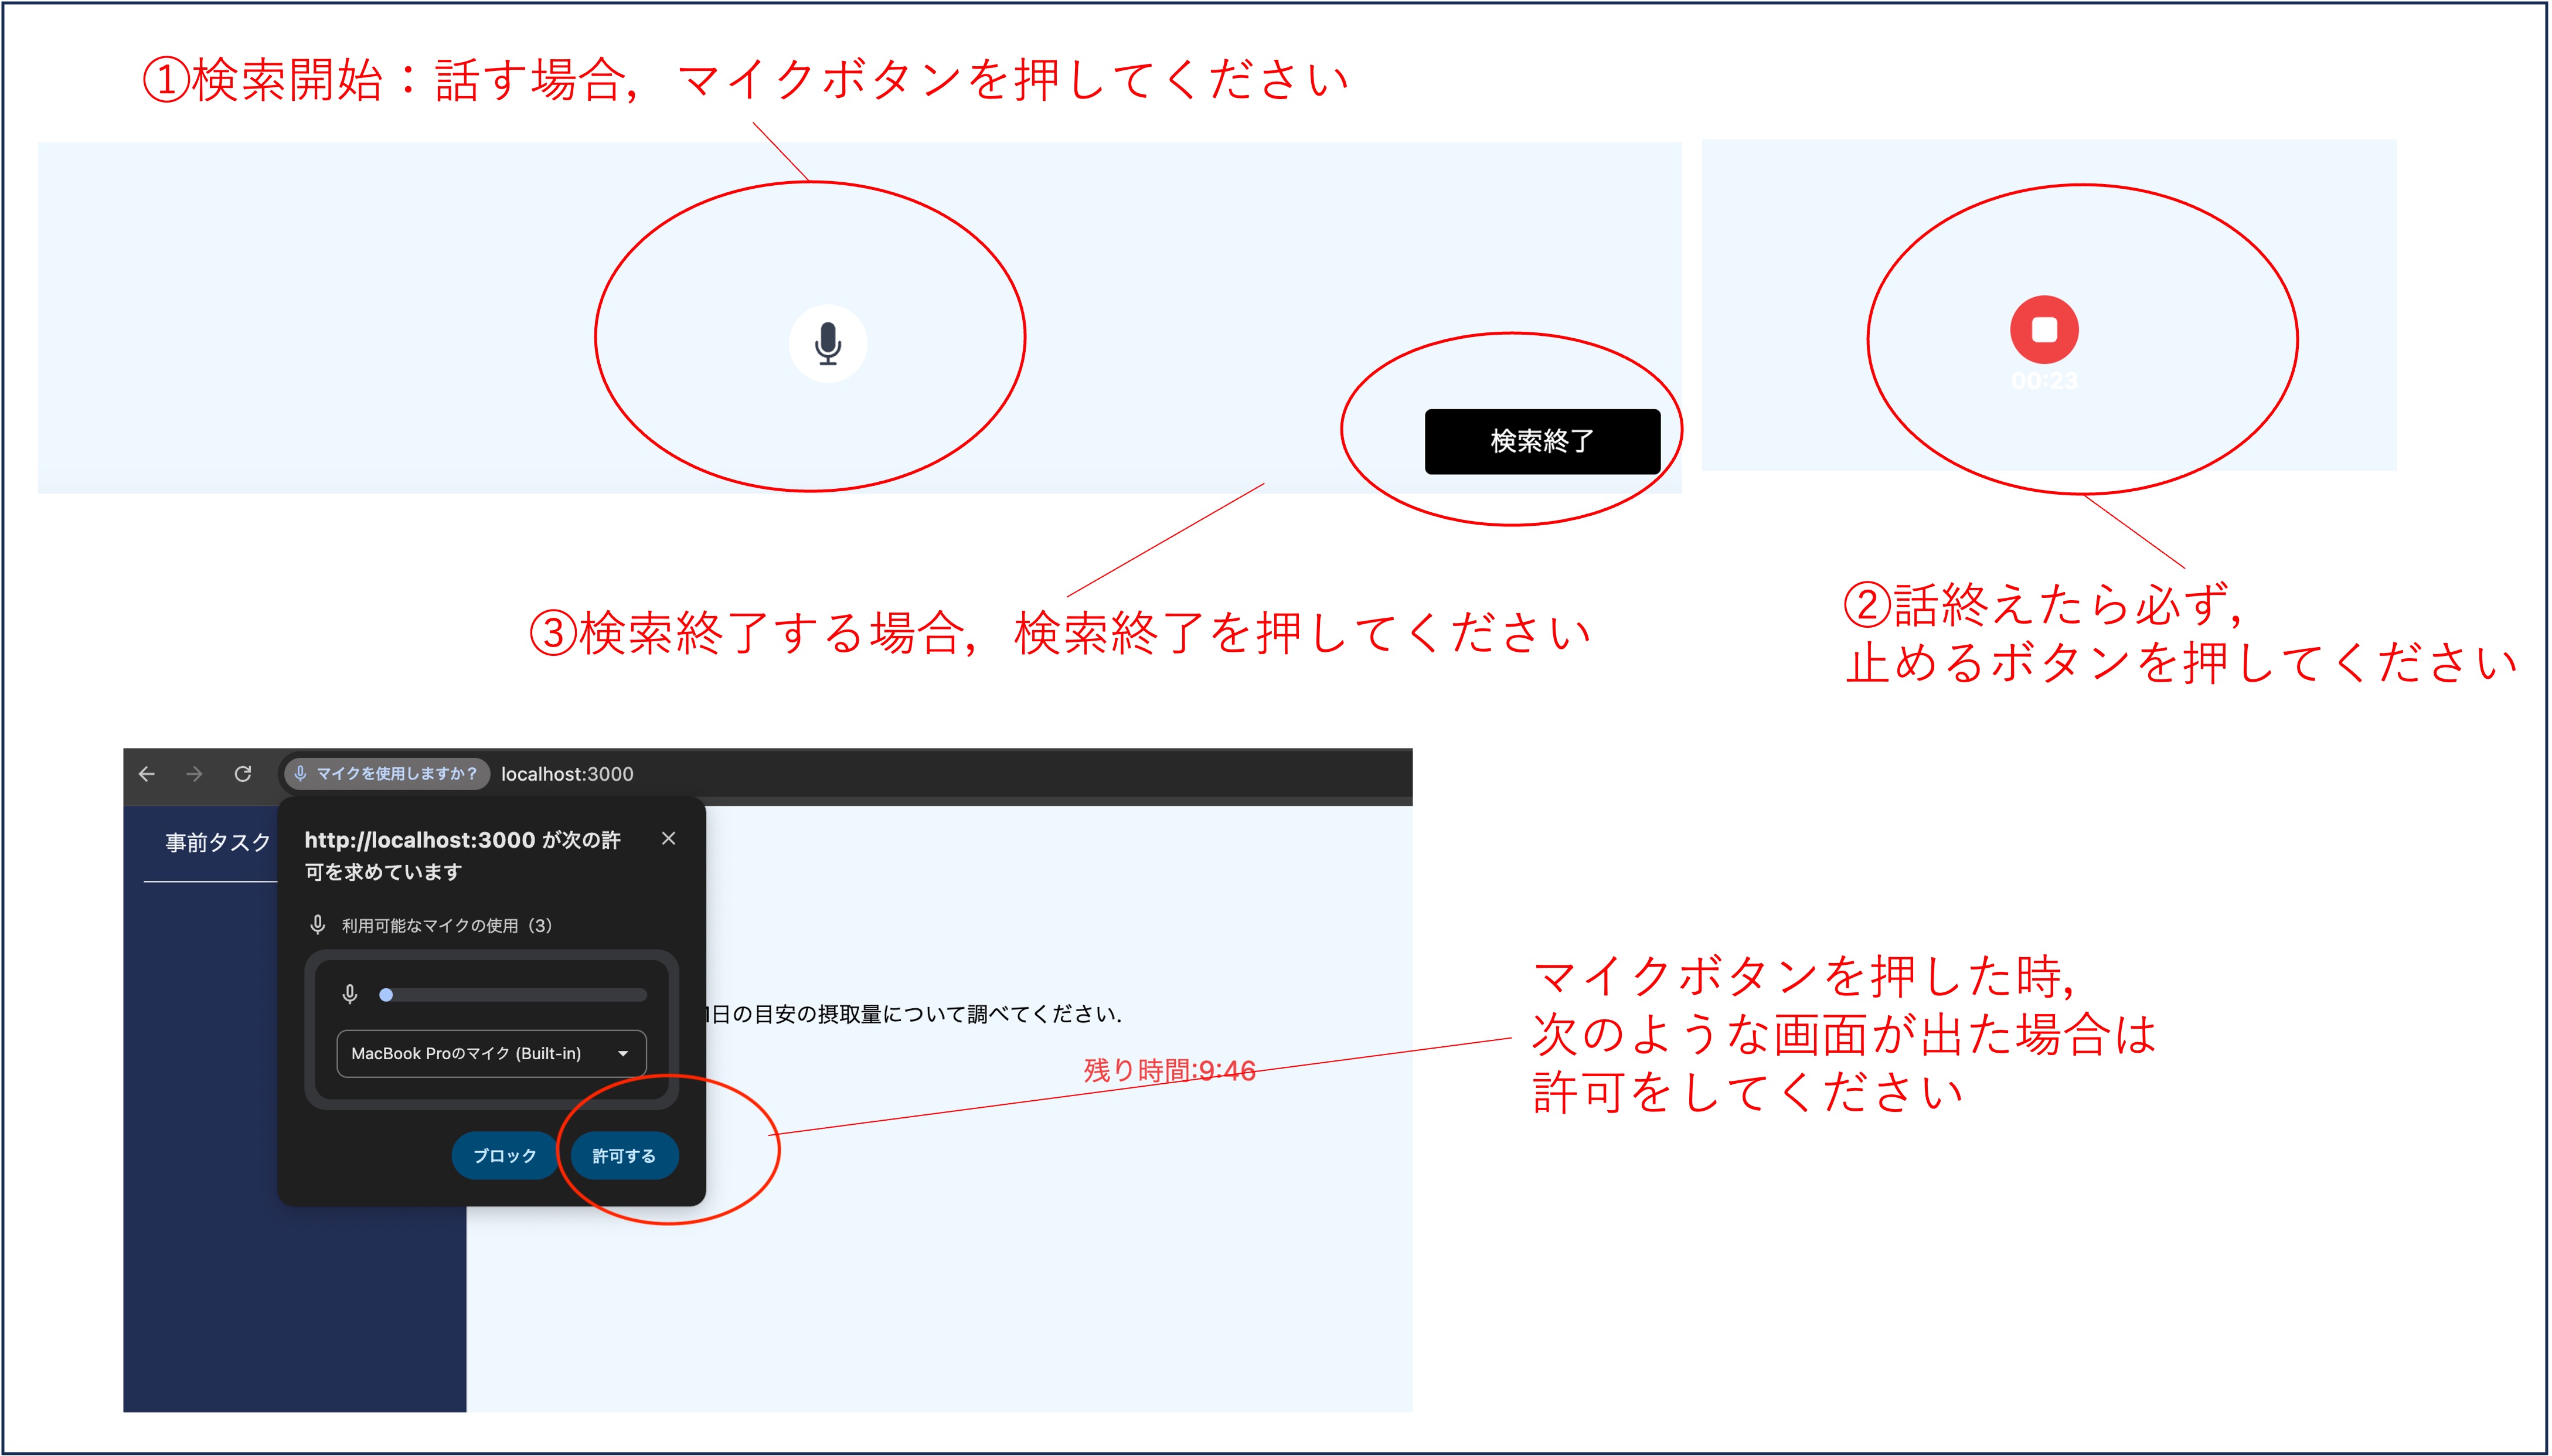 ①検索開始：話す場合，マイクボタンを押してください
00:23
検索終了
②話終えたら必ず，
止めるボタンを押してください
③検索終了する場合，検索終了を押してください
マイクを使用しますか？ localhost:3000
事前タスク
http://localhost:3000 が次の許
可を求めています
利用可能なマイクの使用（3）
MacBook Proのマイク (Built-in)
ブロック
許可する
1日の目安の摂取量について調べてください．
残り時間:9:46
マイクボタンを押した時，
次のような画面が出た場合は
許可をしてください